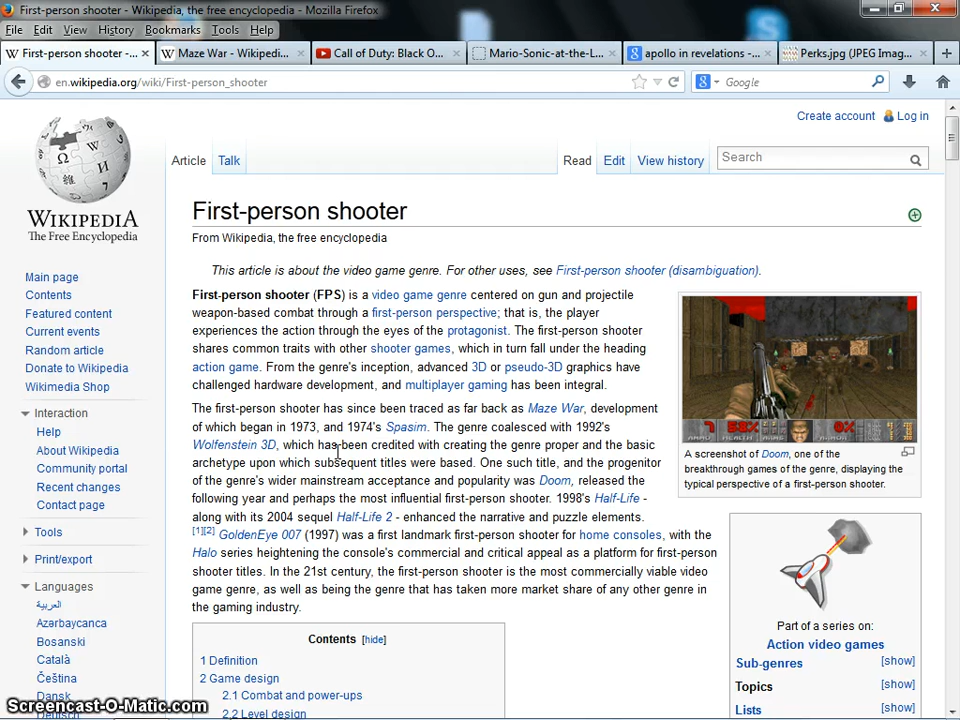 First-person shooter - Wikipedia, the free encyclopedia - Mozilla Firefox
File Edit View History Bookmarks Tools Help
First-person shooter -... Maze War - Wikipedi... Call of Duty: Black O... Mario-Sonic-at-the-L... apollo in revelations -... Perks.jpg (JPEG Imag...
en.wikipedia.org/wiki/First-person_shooter
Google
Create account Log in
Article Talk Read Edit View history Search
WIKIPEDIA
The Free Encyclopedia
Main page
Contents
Featured content
Current events
Random article
Donate to Wikipedia
Wikimedia Shop
Interaction
Help
About Wikipedia
Community portal
Recent changes
Contact page
Tools
Print/export
Languages
العربية
Azərbaycanca
Bosanski
Català
Čeština
Dansk
Deutsch
First-person shooter
From Wikipedia, the free encyclopedia
This article is about the video game genre. For other uses, see First-person shooter (disambiguation).
First-person shooter (FPS) is a video game genre centered on gun and projectile
weapon-based combat through a first-person perspective; that is, the player
experiences the action through the eyes of the protagonist. The first-person shooter
shares common traits with other shooter games, which in turn fall under the heading
action game. From the genre's inception, advanced 3D or pseudo-3D graphics have
challenged hardware development, and multiplayer gaming has been integral.
The first-person shooter has since been traced as far back as Maze War, development
of which began in 1973, and 1974's Spasim. The genre coalesced with 1992's
Wolfenstein 3D, which has been credited with creating the genre proper and the basic
archetype upon which subsequent titles were based. One such title, and the progenitor
of the genre's wider mainstream acceptance and popularity was Doom, released the
following year and perhaps the most influential first-person shooter. 1998's Half-Life -
along with its 2004 sequel Half-Life 2 - enhanced the narrative and puzzle elements.
[1][2] GoldenEye 007 (1997) was a first landmark first-person shooter for home consoles, with the
Halo series heightening the console's commercial and critical appeal as a platform for first-person
shooter titles. In the 21st century, the first-person shooter is the most commercially viable video
game genre, as well as being the genre that has taken more market share of any other genre in
the gaming industry.
Contents [hide]
1 Definition
2 Game design
2.1 Combat and power-ups
2.2 Level design
AMMO HEALTH ARMS ARMOR
A screenshot of Doom, one of the
breakthrough games of the genre, displaying the
typical perspective of a first-person shooter.
Part of a series on:
Action video games
Sub-genres [show]
Topics [show]
Lists [show]
Screencast-O-Matic.com